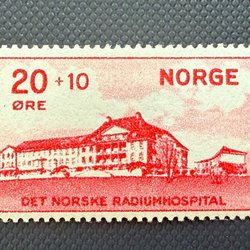 20 +10 NORGE
ØRE
DET NORSKE RADIUMHOSPITAL